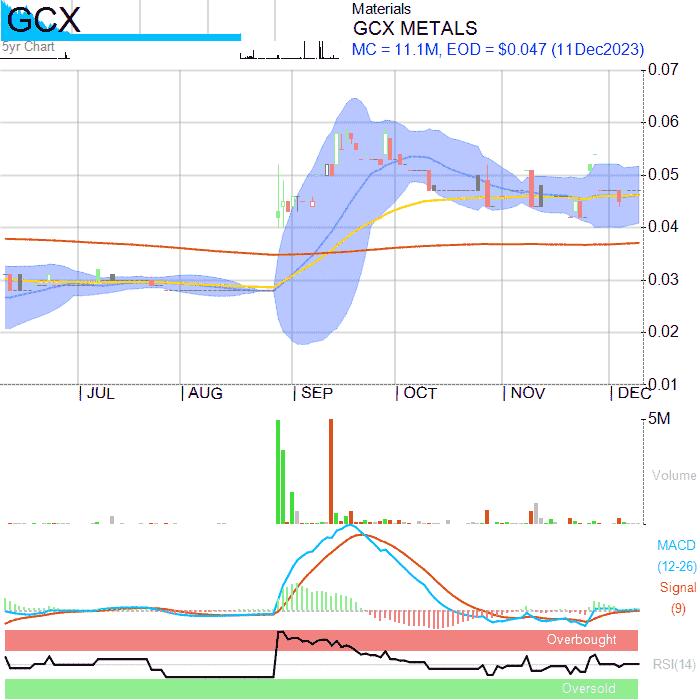 GCX
5yr Chart
Materials
GCX METALS
MC = 11.1M, EOD = $0.047 (11Dec2023)
0.07
0.06
0.05
0.04
0.03
0.02
0.01
JUL AUG SEP OCT NOV DEC
5M
Volume
MACD
(12-26)
Signal
(9)
Overbought
RSI(14)
Oversold